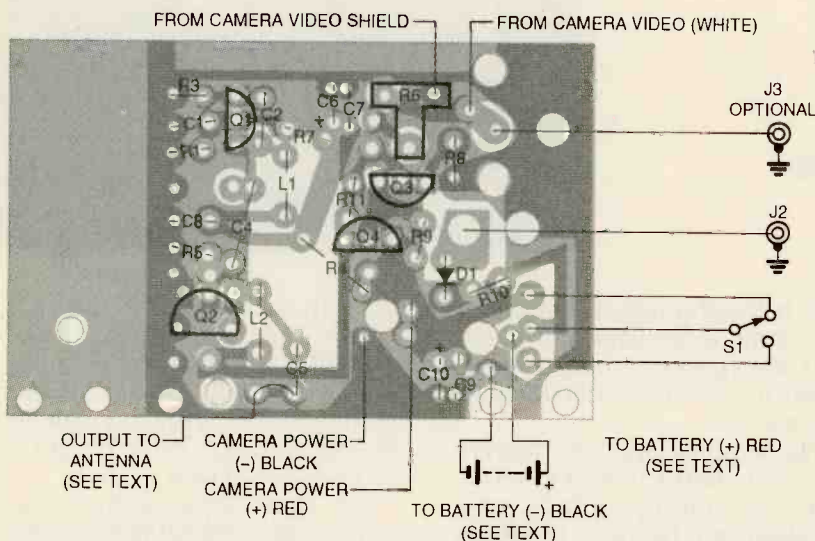 FROM CAMERA VIDEO SHIELD
FROM CAMERA VIDEO (WHITE)
J3
OPTIONAL
R3
C1
R1
Q1
C2
C6
+
C7
R7
R6
R8
L1
Q3
R11
C8
C4
R5
Q4
R9
J2
D1
R10
Q2
L2
S1
C5
+
C10
C9
OUTPUT TO
ANTENNA
(SEE TEXT)
CAMERA POWER
(–) BLACK
CAMERA POWER
(+) RED
+
TO BATTERY (–) BLACK
(SEE TEXT)
TO BATTERY (+) RED
(SEE TEXT)